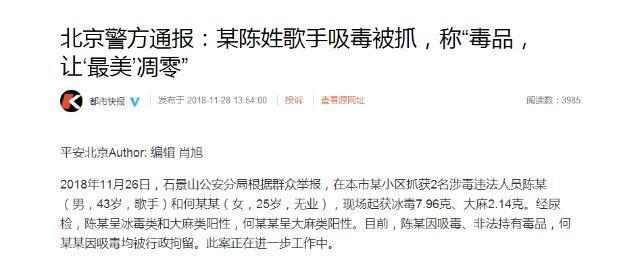 北京警方通报：某陈姓歌手吸毒被抓，称“毒品，
让‘最美’凋零”
都市快报 发布于 2018-11-28 13:54:00 投诉 查看源网址 阅读数：3985
平安北京Author: 编辑 肖旭
2018年11月26日，石景山公安分局根据群众举报，在本市某小区抓获2名涉毒违法人员陈某
（男，43岁，歌手）和何某某（女，25岁，无业），现场起获冰毒7.96克、大麻2.14克。经尿
检，陈某呈冰毒类和大麻类阳性，何某某呈大麻类阳性。目前，陈某因吸毒、非法持有毒品，何
某某因吸毒均被行政拘留。此案正在进一步工作中。